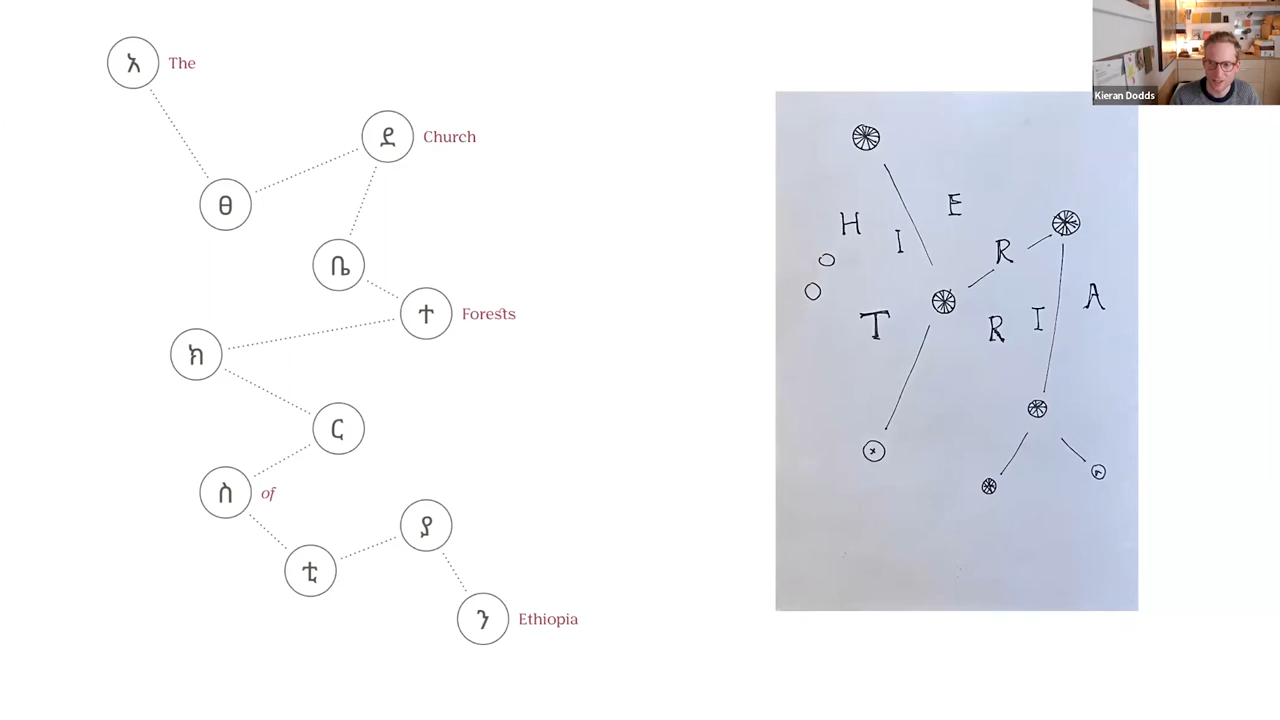 አ The
ደ Church
ፀ
ቤ
ተ Forests
ክ
ር
ስ of
ያ
ቲ
ን Ethiopia
E
H
I
R
A
I
T
R
Kieran Dodds